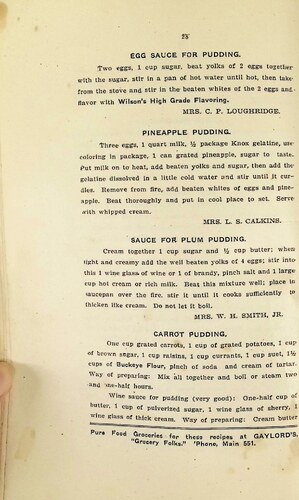 28
EGG SAUCE FOR PUDDING.
Two eggs, 1 cup sugar, beat yolks of 2 eggs together
with the sugar, stir in a pan of hot water until hot, then take
from the stove and stir in the beaten whites of the 2 eggs and
flavor with Wilson's High Grade Flavoring.
MRS. C. P. LOUGHRIDGE.
PINEAPPLE PUDDING.
Three eggs, 1 quart milk, ½ package Knox gelatine, use
coloring in package, 1 can grated pineapple, sugar to taste.
Put milk on to heat, add beaten yolks and sugar, then add the
gelatine dissolved in a little cold water and stir until it cur-
dles. Remove from fire, add beaten whites of eggs and pine-
apple. Beat thoroughly and put in cool place to set. Serve
with whipped cream.
MRS. L. S. CALKINS.
SAUCE FOR PLUM PUDDING.
Cream together 1 cup sugar and ½ cup butter; when
light and creamy add the well beaten yolks of 4 eggs; stir into
this 1 wine glass of wine or 1 of brandy, pinch salt and 1 large
cup hot cream or rich milk. Beat this mixture well; place in
saucepan over the fire, stir it until it cooks sufficiently to
thicken like cream. Do not let it boil.
MRS. W. H. SMITH, JR.
CARROT PUDDING.
One cup grated carrots, 1 cup of grated potatoes, 1 cup
of brown sugar, 1 cup raisins, 1 cup currants, 1 cup suet, 1½
cups of Buckeye Flour, pinch of soda and cream of tartar.
Way of preparing: Mix all together and boil or steam two
and one-half hours.
Wine sauce for pudding (very good): One-half cup of
butter, 1 cup of pulverized sugar, 1 wine glass of sherry, 1
wine glass of thick cream. Way of preparing: Cream butter
Pure Food Groceries for these recipes at GAYLORD'S,
"Grocery Folks." 'Phone, Main 551.